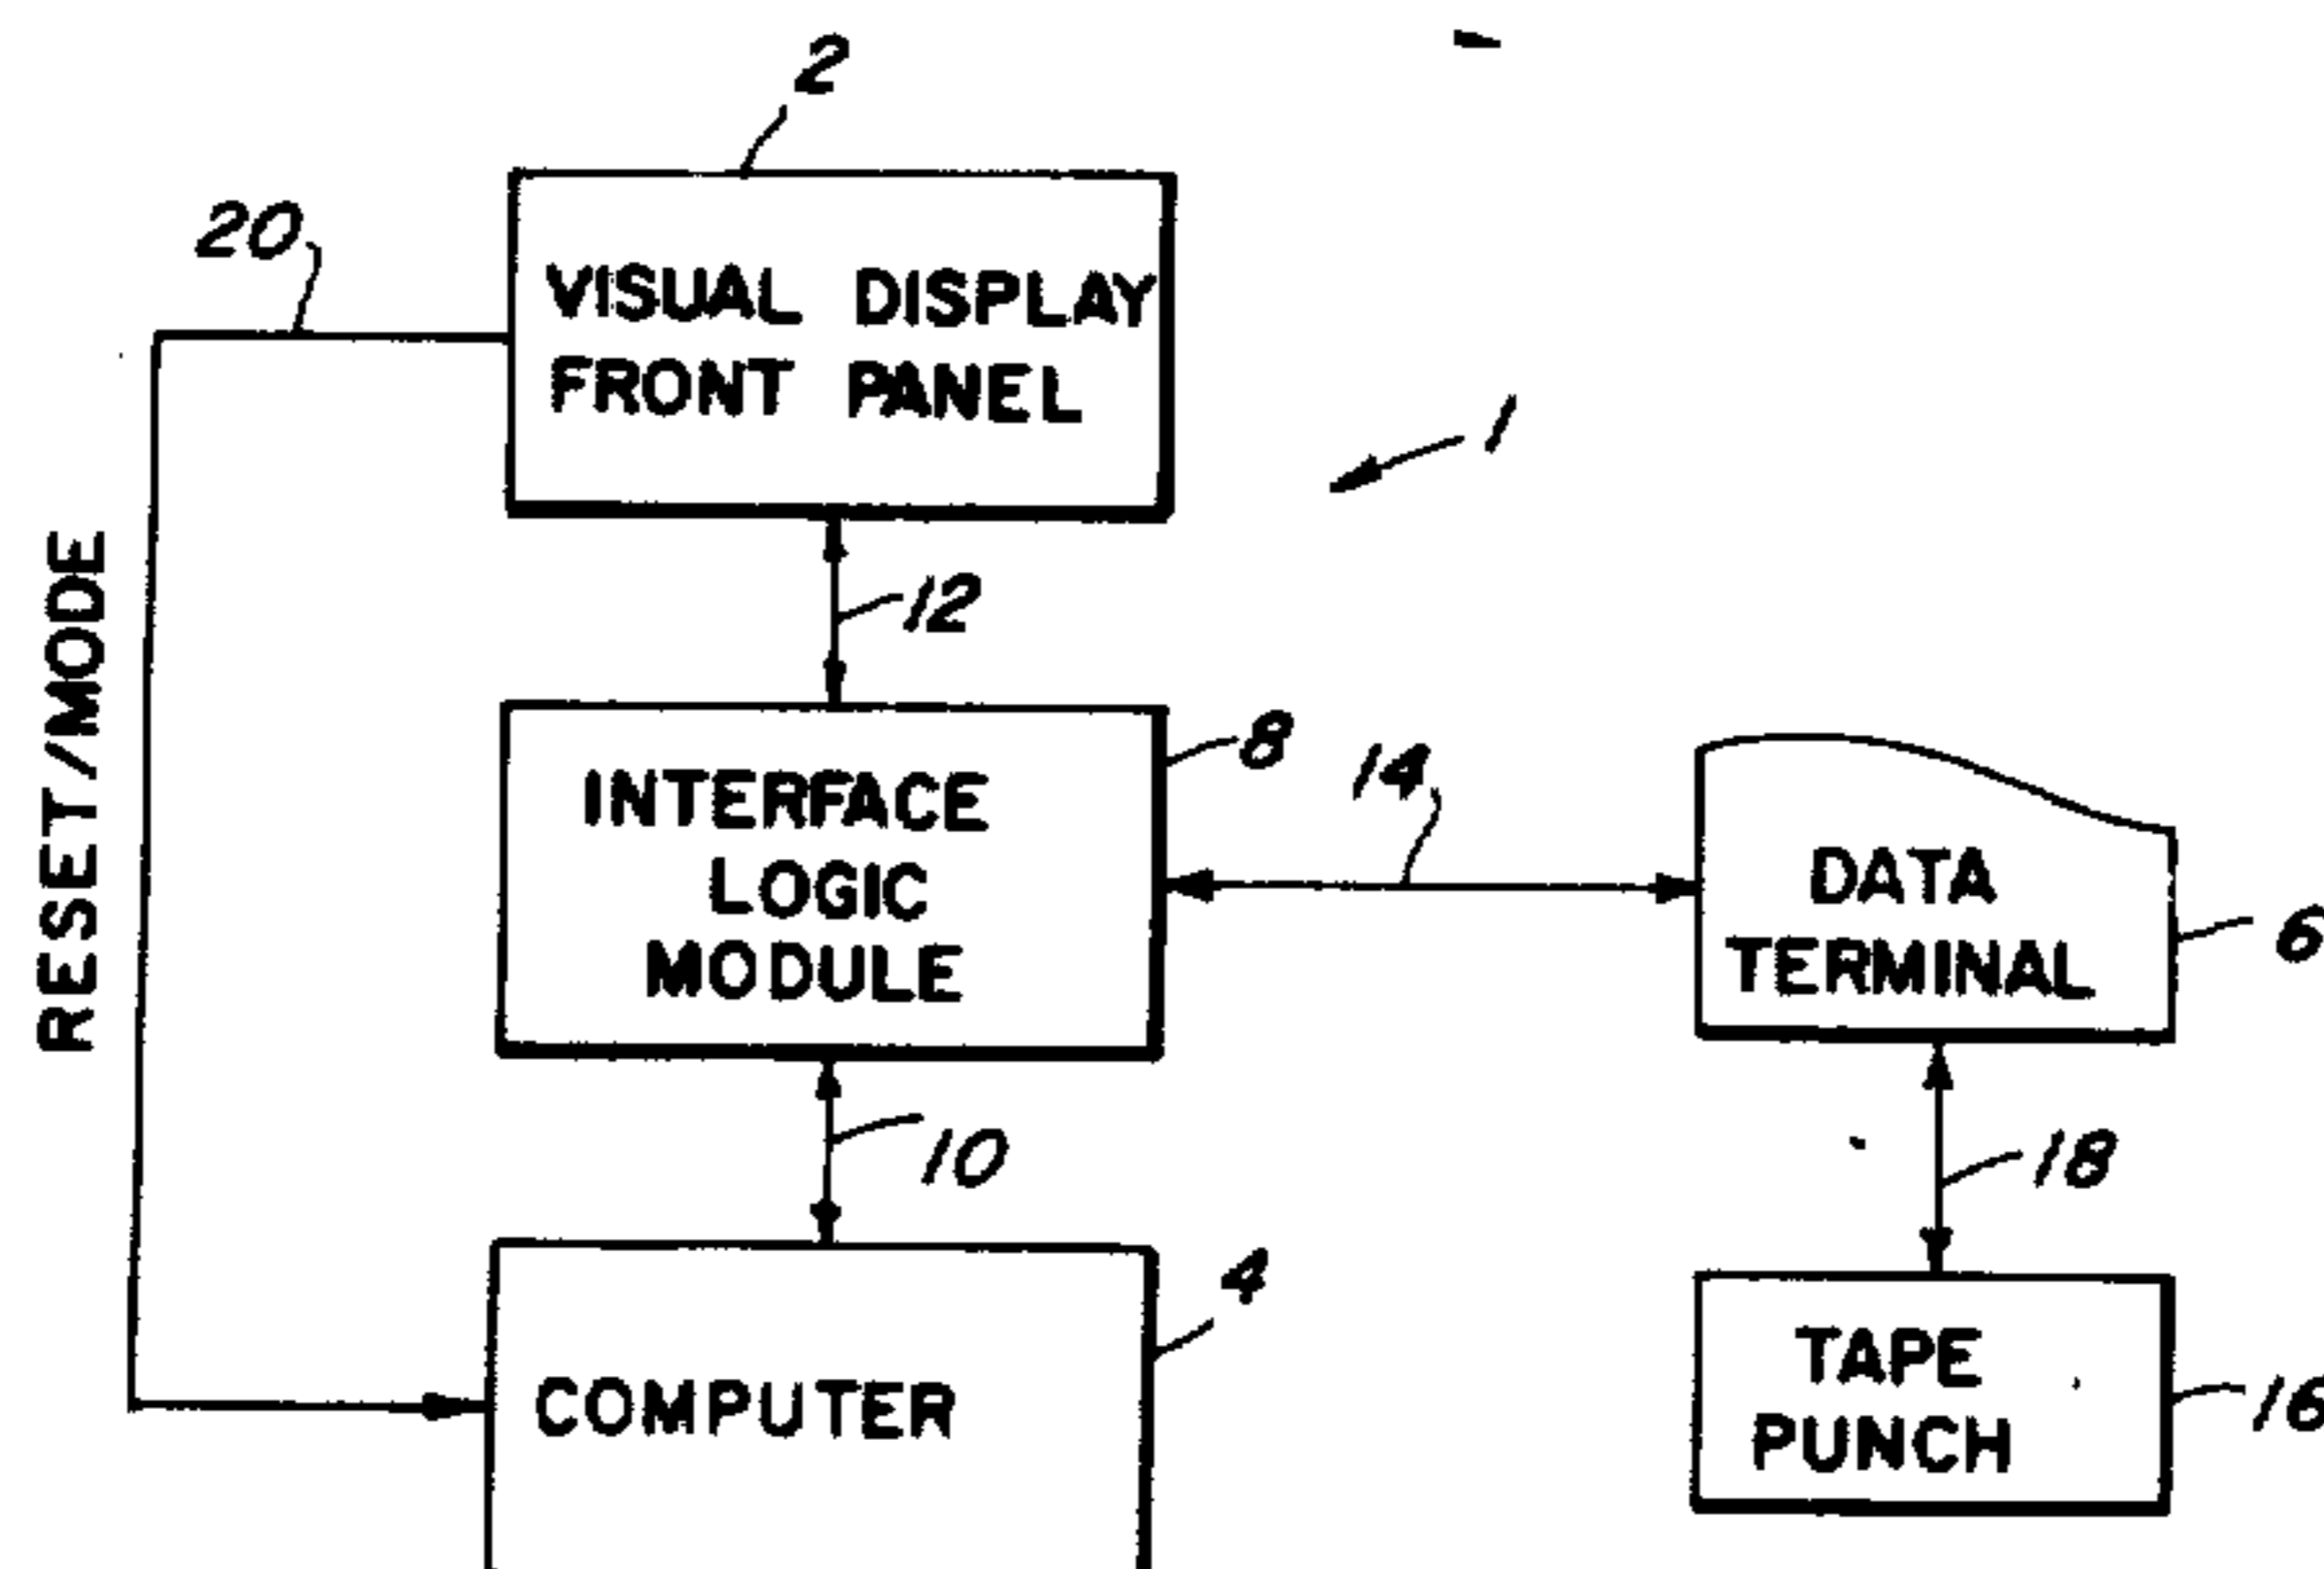 2
20
VISUAL DISPLAY
FRONT PANEL
1
12
RESET/MODE
8
INTERFACE
LOGIC
MODULE
14
DATA
TERMINAL
6
10
18
4
COMPUTER
TAPE
PUNCH
16